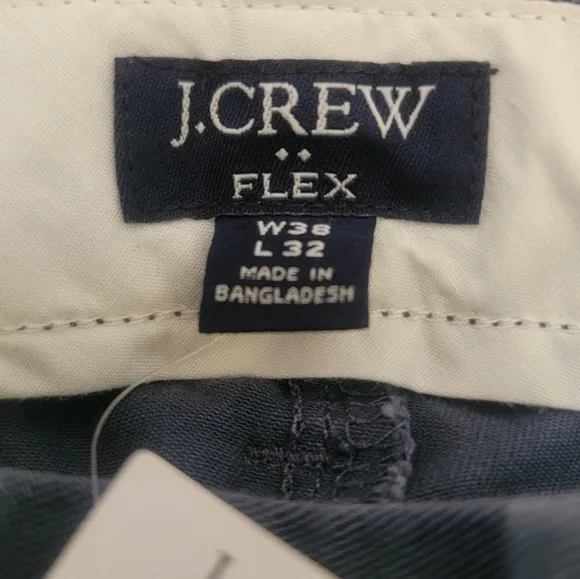 J.CREW
FLEX
W38
L 32
MADE IN
BANGLADESH